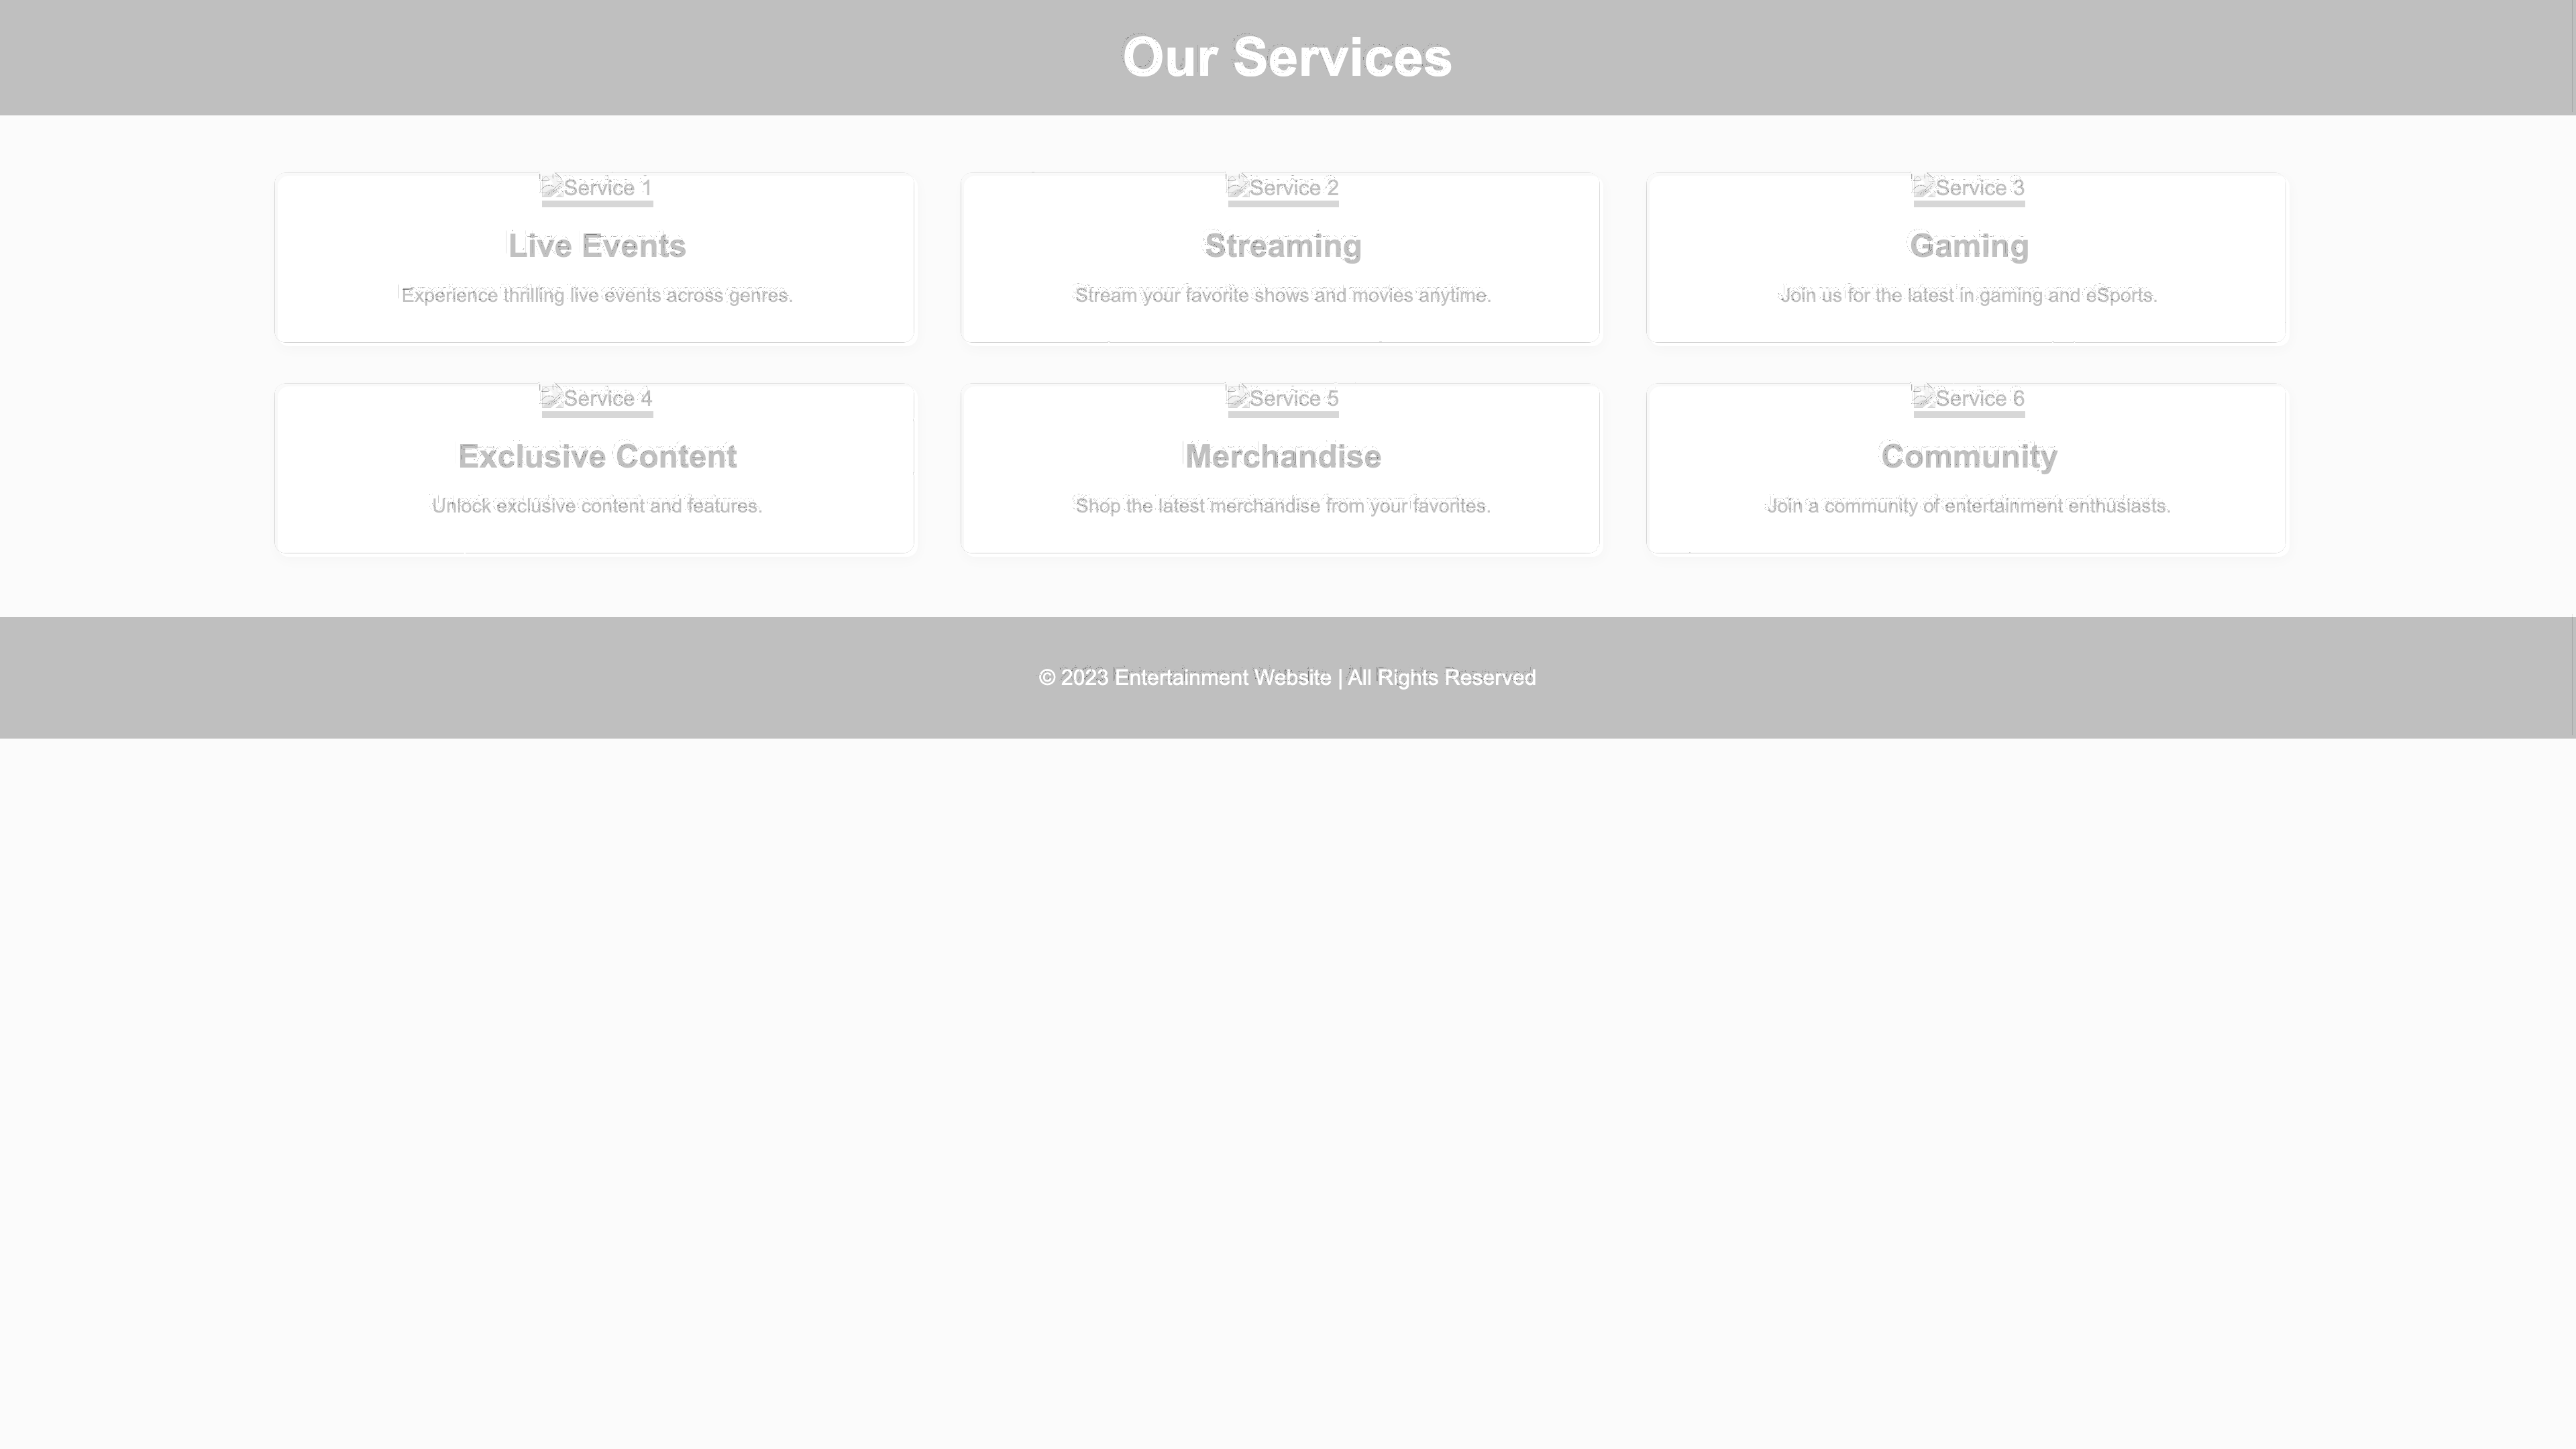 Our Services
Service 1
Live Events
Experience thrilling live events across genres.
Service 2
Streaming
Stream your favorite shows and movies anytime.
Service 3
Gaming
Join us for the latest in gaming and eSports.
Service 4
Exclusive Content
Unlock exclusive content and features.
Service 5
Merchandise
Shop the latest merchandise from your favorites.
Service 6
Community
Join a community of entertainment enthusiasts.
© 2023 Entertainment Website | All Rights Reserved